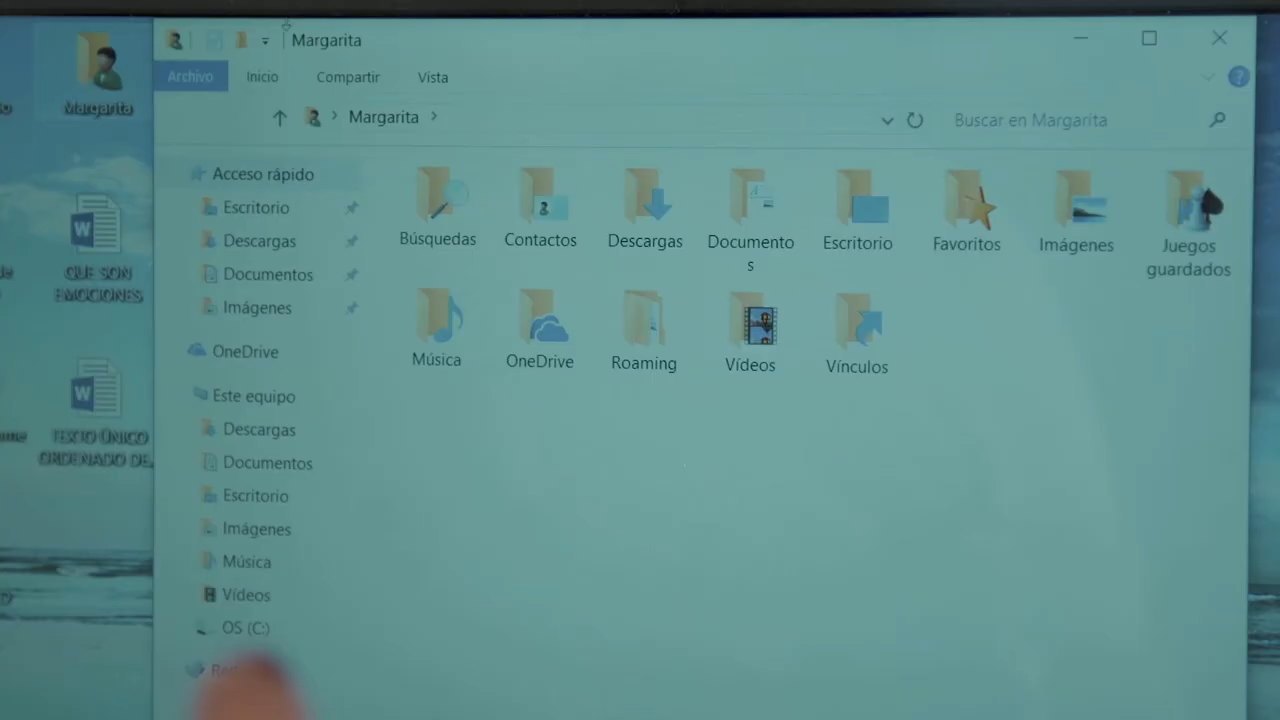 Margarita
Margarita
Archivo Inicio Compartir Vista
Margarita
Buscar en Margarita
QUE SON
EMOCIONES
TEXTO ÚNICO
ORDENADO DE...
Acceso rápido
Escritorio
Descargas
Documentos
Imágenes
OneDrive
Este equipo
Descargas
Documentos
Escritorio
Imágenes
Música
Vídeos
OS (C:)
Búsquedas
Contactos
Descargas
Documento
s
Escritorio
Favoritos
Imágenes
Juegos
guardados
Música
OneDrive
Roaming
Vídeos
Vínculos